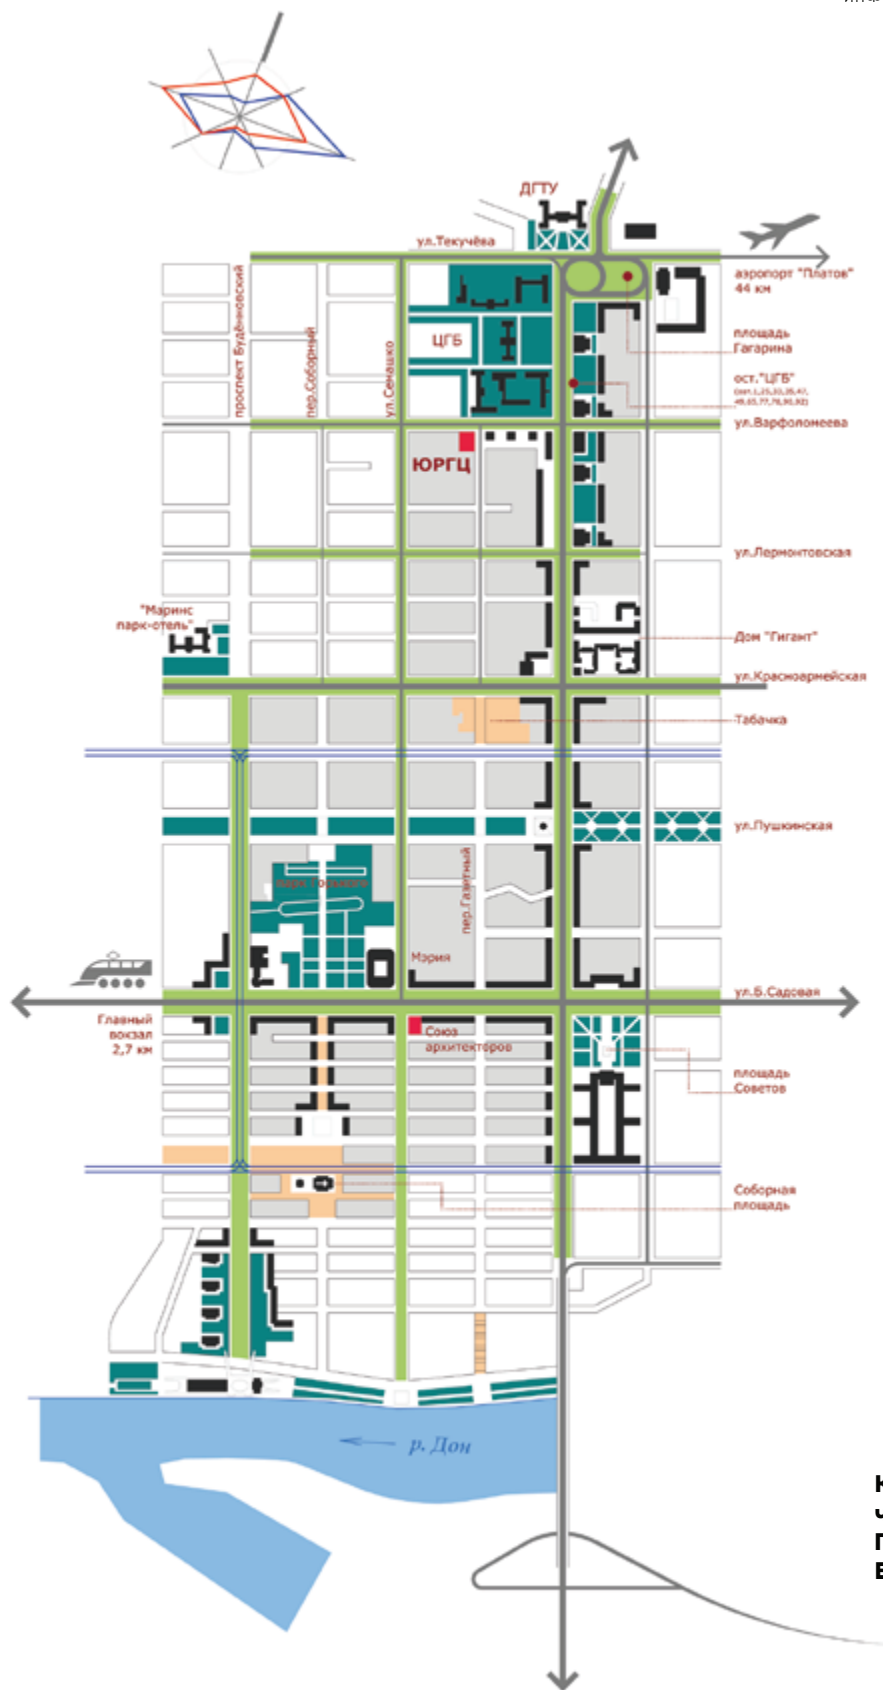 ДГТУ
ул.Текучёва
аэропорт "Платов"
44 км
проспект Будённовский
пер.Соборный
ул.Семашко
ЦГБ
площадь
Гагарина
ост."ЦГБ"
ул.Варфоломеева
ЮРГЦ
ул.Лермонтовская
"Маринс
парк-отель"
Дом "Гигант"
ул.Красноармейская
Табачка
ул.Пушкинская
парк Горького
пер.Газетный
Мэрия
ул.Б.Садовая
Главный
вокзал
2,7 км
Союз
архитекторов
площадь
Советов
Соборная
площадь
р. Дон